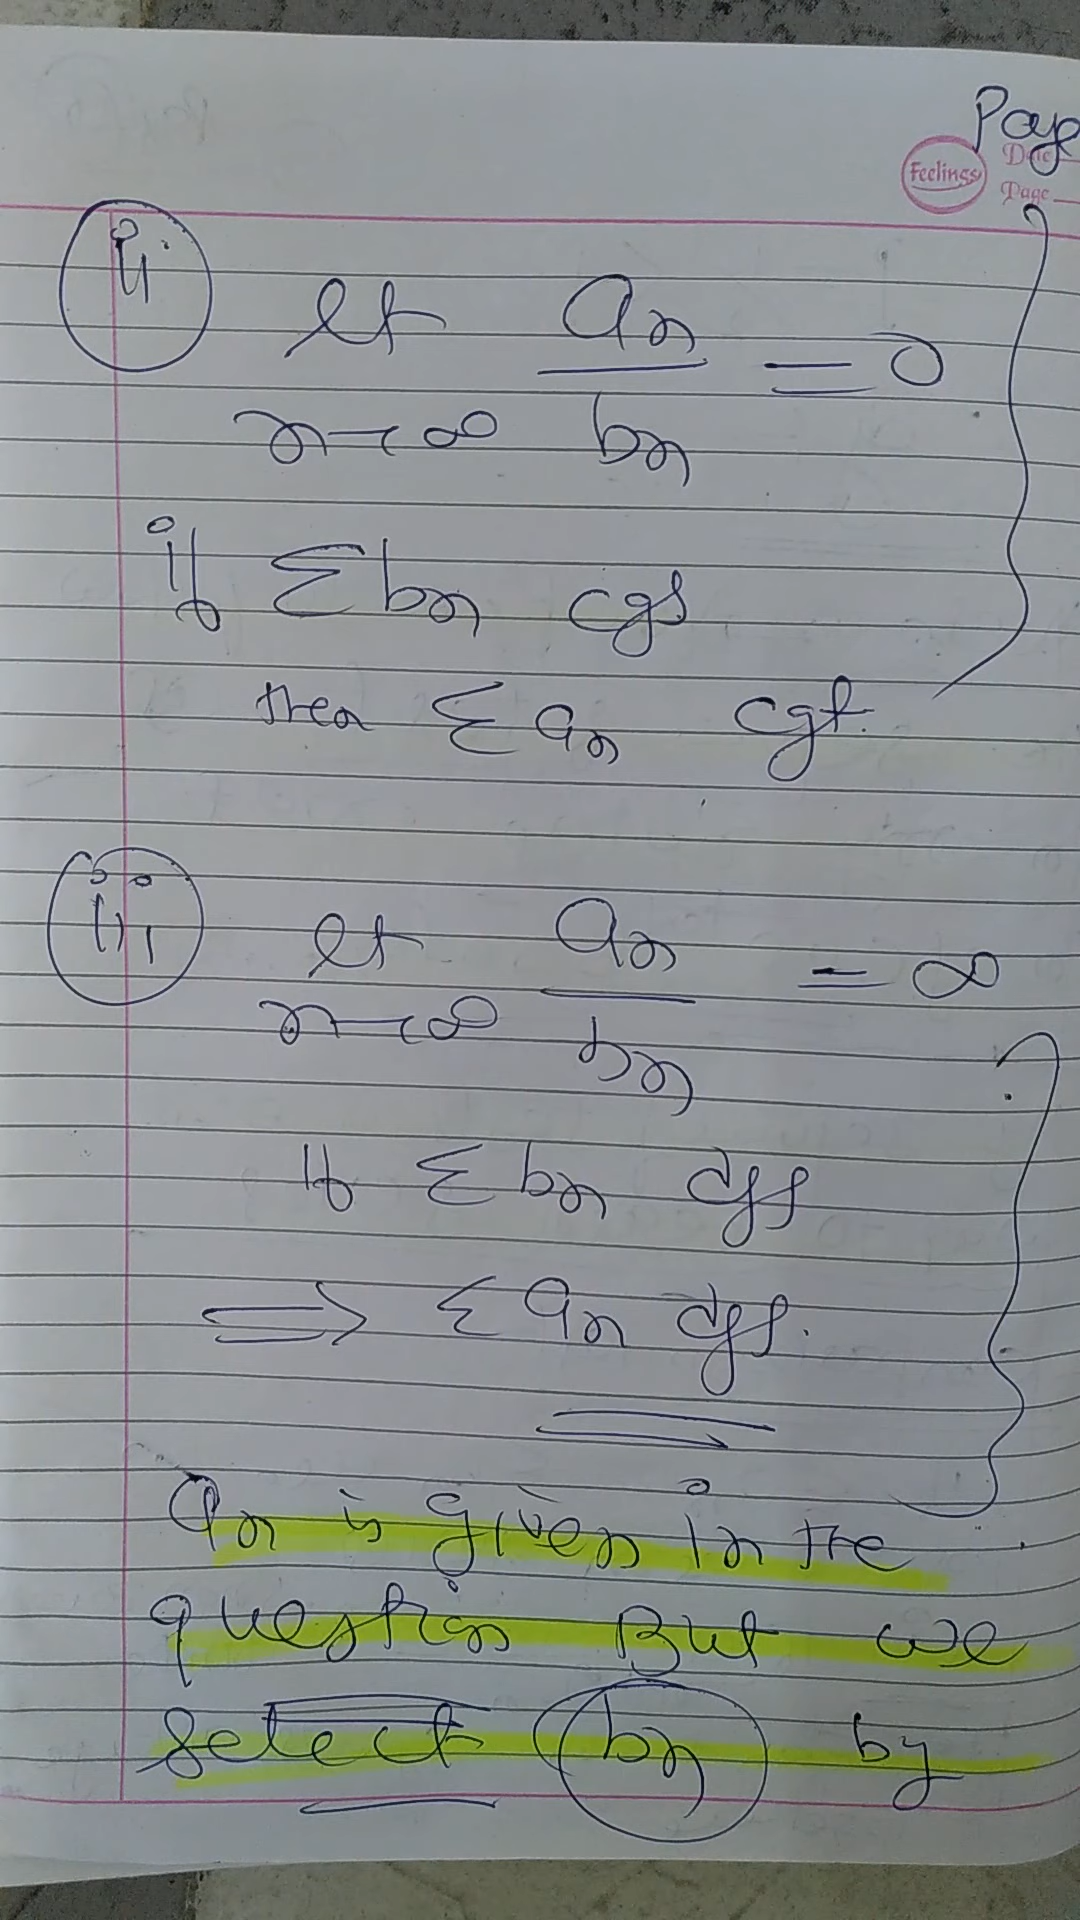 Page
Feelings
Date
Page
ii
lt an/bn = 0
n→∞
if Σbn cgs
then Σan cgt.
iii
lt an/bn = ∞
n→∞
If Σbn dgs
⇒ Σan dgs.
an is given in the
question But we
select bn by